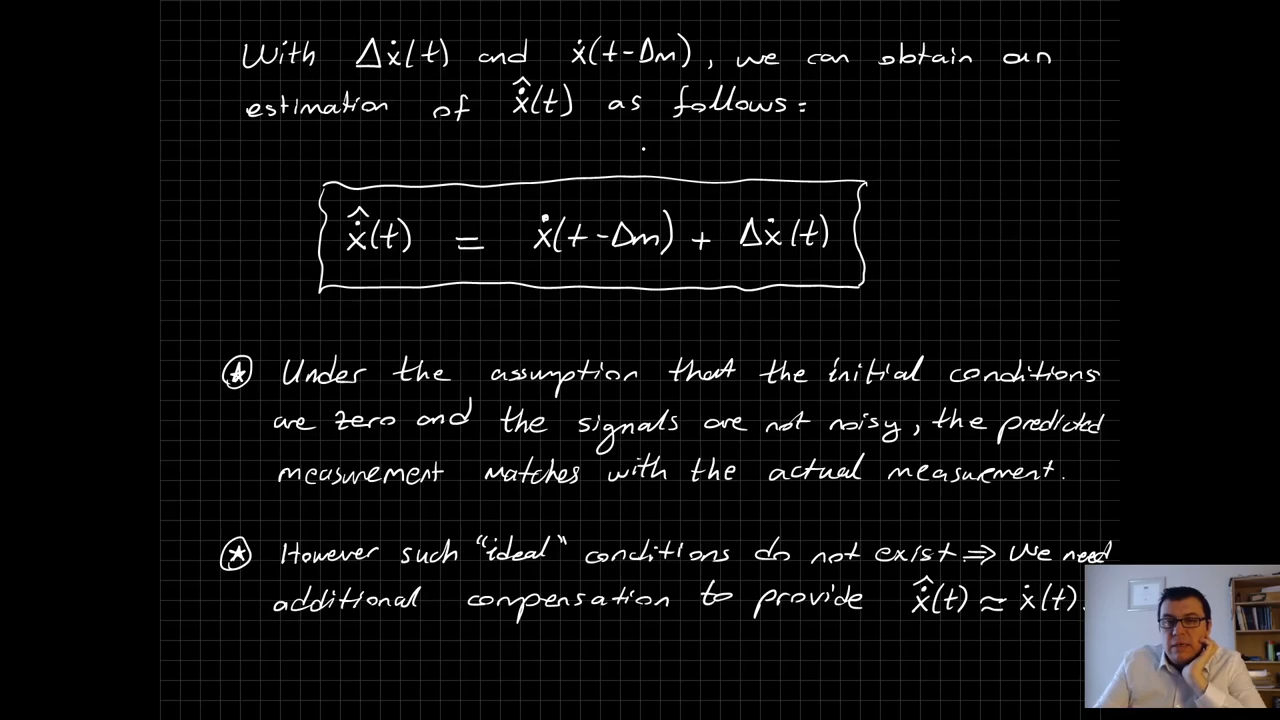 With Δẋ(t) and ẋ(t-Δm), we can obtain an
estimation of ẋ̂(t) as follows:
ẋ̂(t) = ẋ(t-Δm) + Δẋ(t)
⍟ Under the assumption that the initial conditions
are zero and the signals are not noisy, the predicted
measurement matches with the actual measurement.
⍟ However such "ideal" conditions do not exist ⇒ We need
additional compensation to provide ẋ̂(t) ≈ ẋ(t).